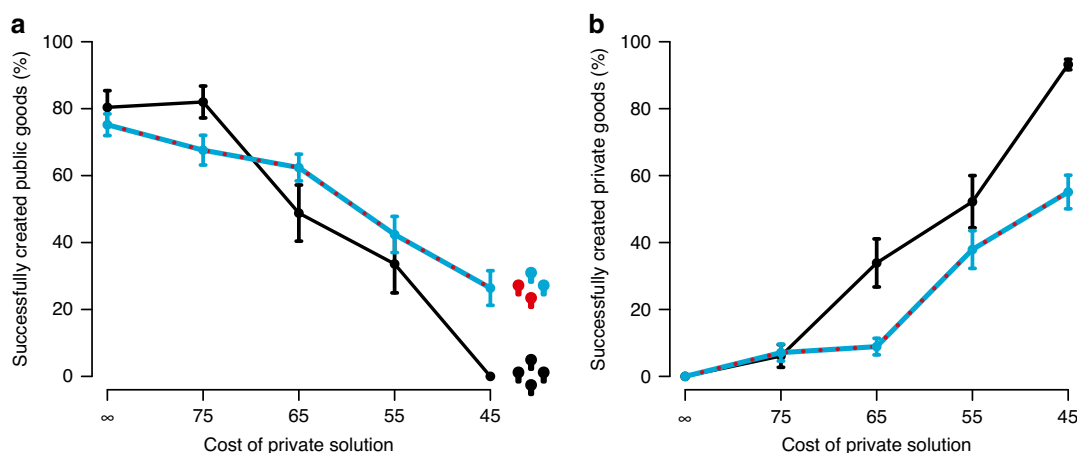 a
Successfully created public goods (%)
100
80
60
40
20
0
∞ 75 65 55 45
Cost of private solution
b
Successfully created private goods (%)
100
80
60
40
20
0
∞ 75 65 55 45
Cost of private solution